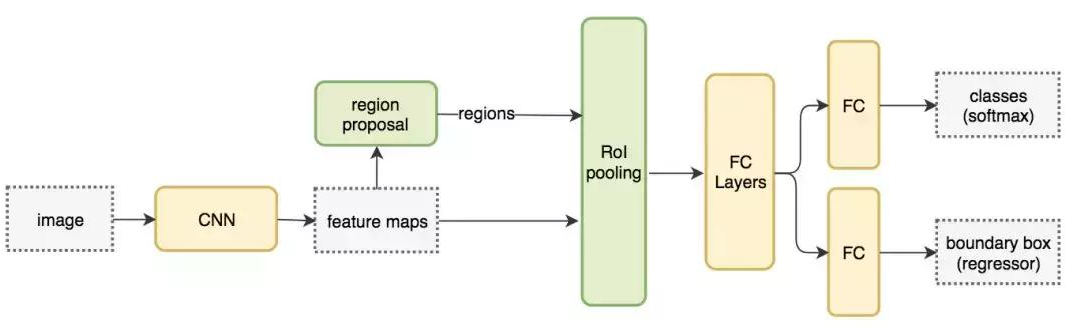 image
CNN
feature maps
region
proposal
regions
RoI
pooling
FC
Layers
FC
classes
(softmax)
FC
boundary box
(regressor)